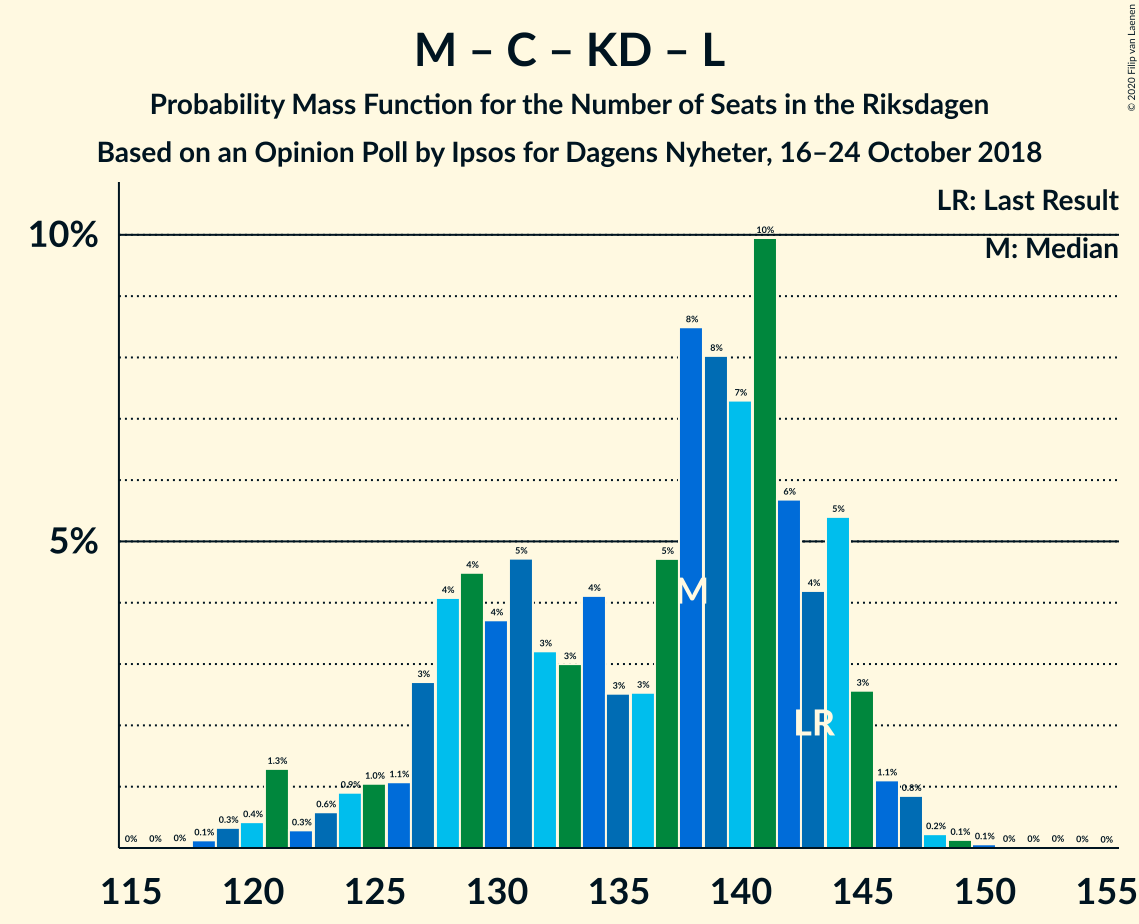 © 2020 Filip van Laenen
M – C – KD – L
Probability Mass Function for the Number of Seats in the Riksdagen
Based on an Opinion Poll by Ipsos for Dagens Nyheter, 16–24 October 2018
LR: Last Result
M: Median
10%
5%
0% 0% 0% 0.1% 0.3% 0.4% 1.3% 0.3% 0.6% 0.9% 1.0% 1.1% 3% 4% 4% 4% 5% 3% 3% 4% 3% 3% 5% 8% 8% 7% 10% 6% 4% 5% 3% 1.1% 0.8% 0.2% 0.1% 0.1% 0% 0% 0% 0% 0%
M
LR
115 120 125 130 135 140 145 150 155